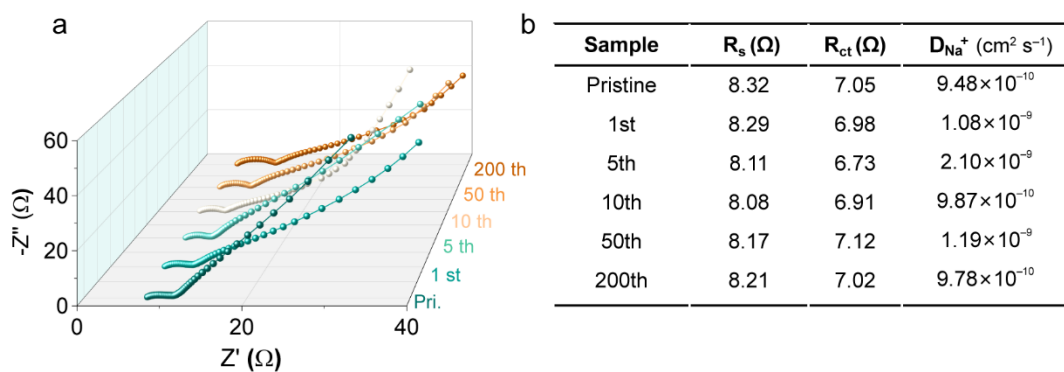 a
-Z'' (Ω)
60
40
20
0
0
20
40
Z' (Ω)
200 th
50 th
10 th
5 th
1 st
Pri.
b
Sample R_s (Ω) R_ct (Ω) D_Na⁺ (cm² s⁻¹)
Pristine 8.32 7.05 9.48×10⁻¹⁰
1st 8.29 6.98 1.08×10⁻⁹
5th 8.11 6.73 2.10×10⁻⁹
10th 8.08 6.91 9.87×10⁻¹⁰
50th 8.17 7.12 1.19×10⁻⁹
200th 8.21 7.02 9.78×10⁻¹⁰